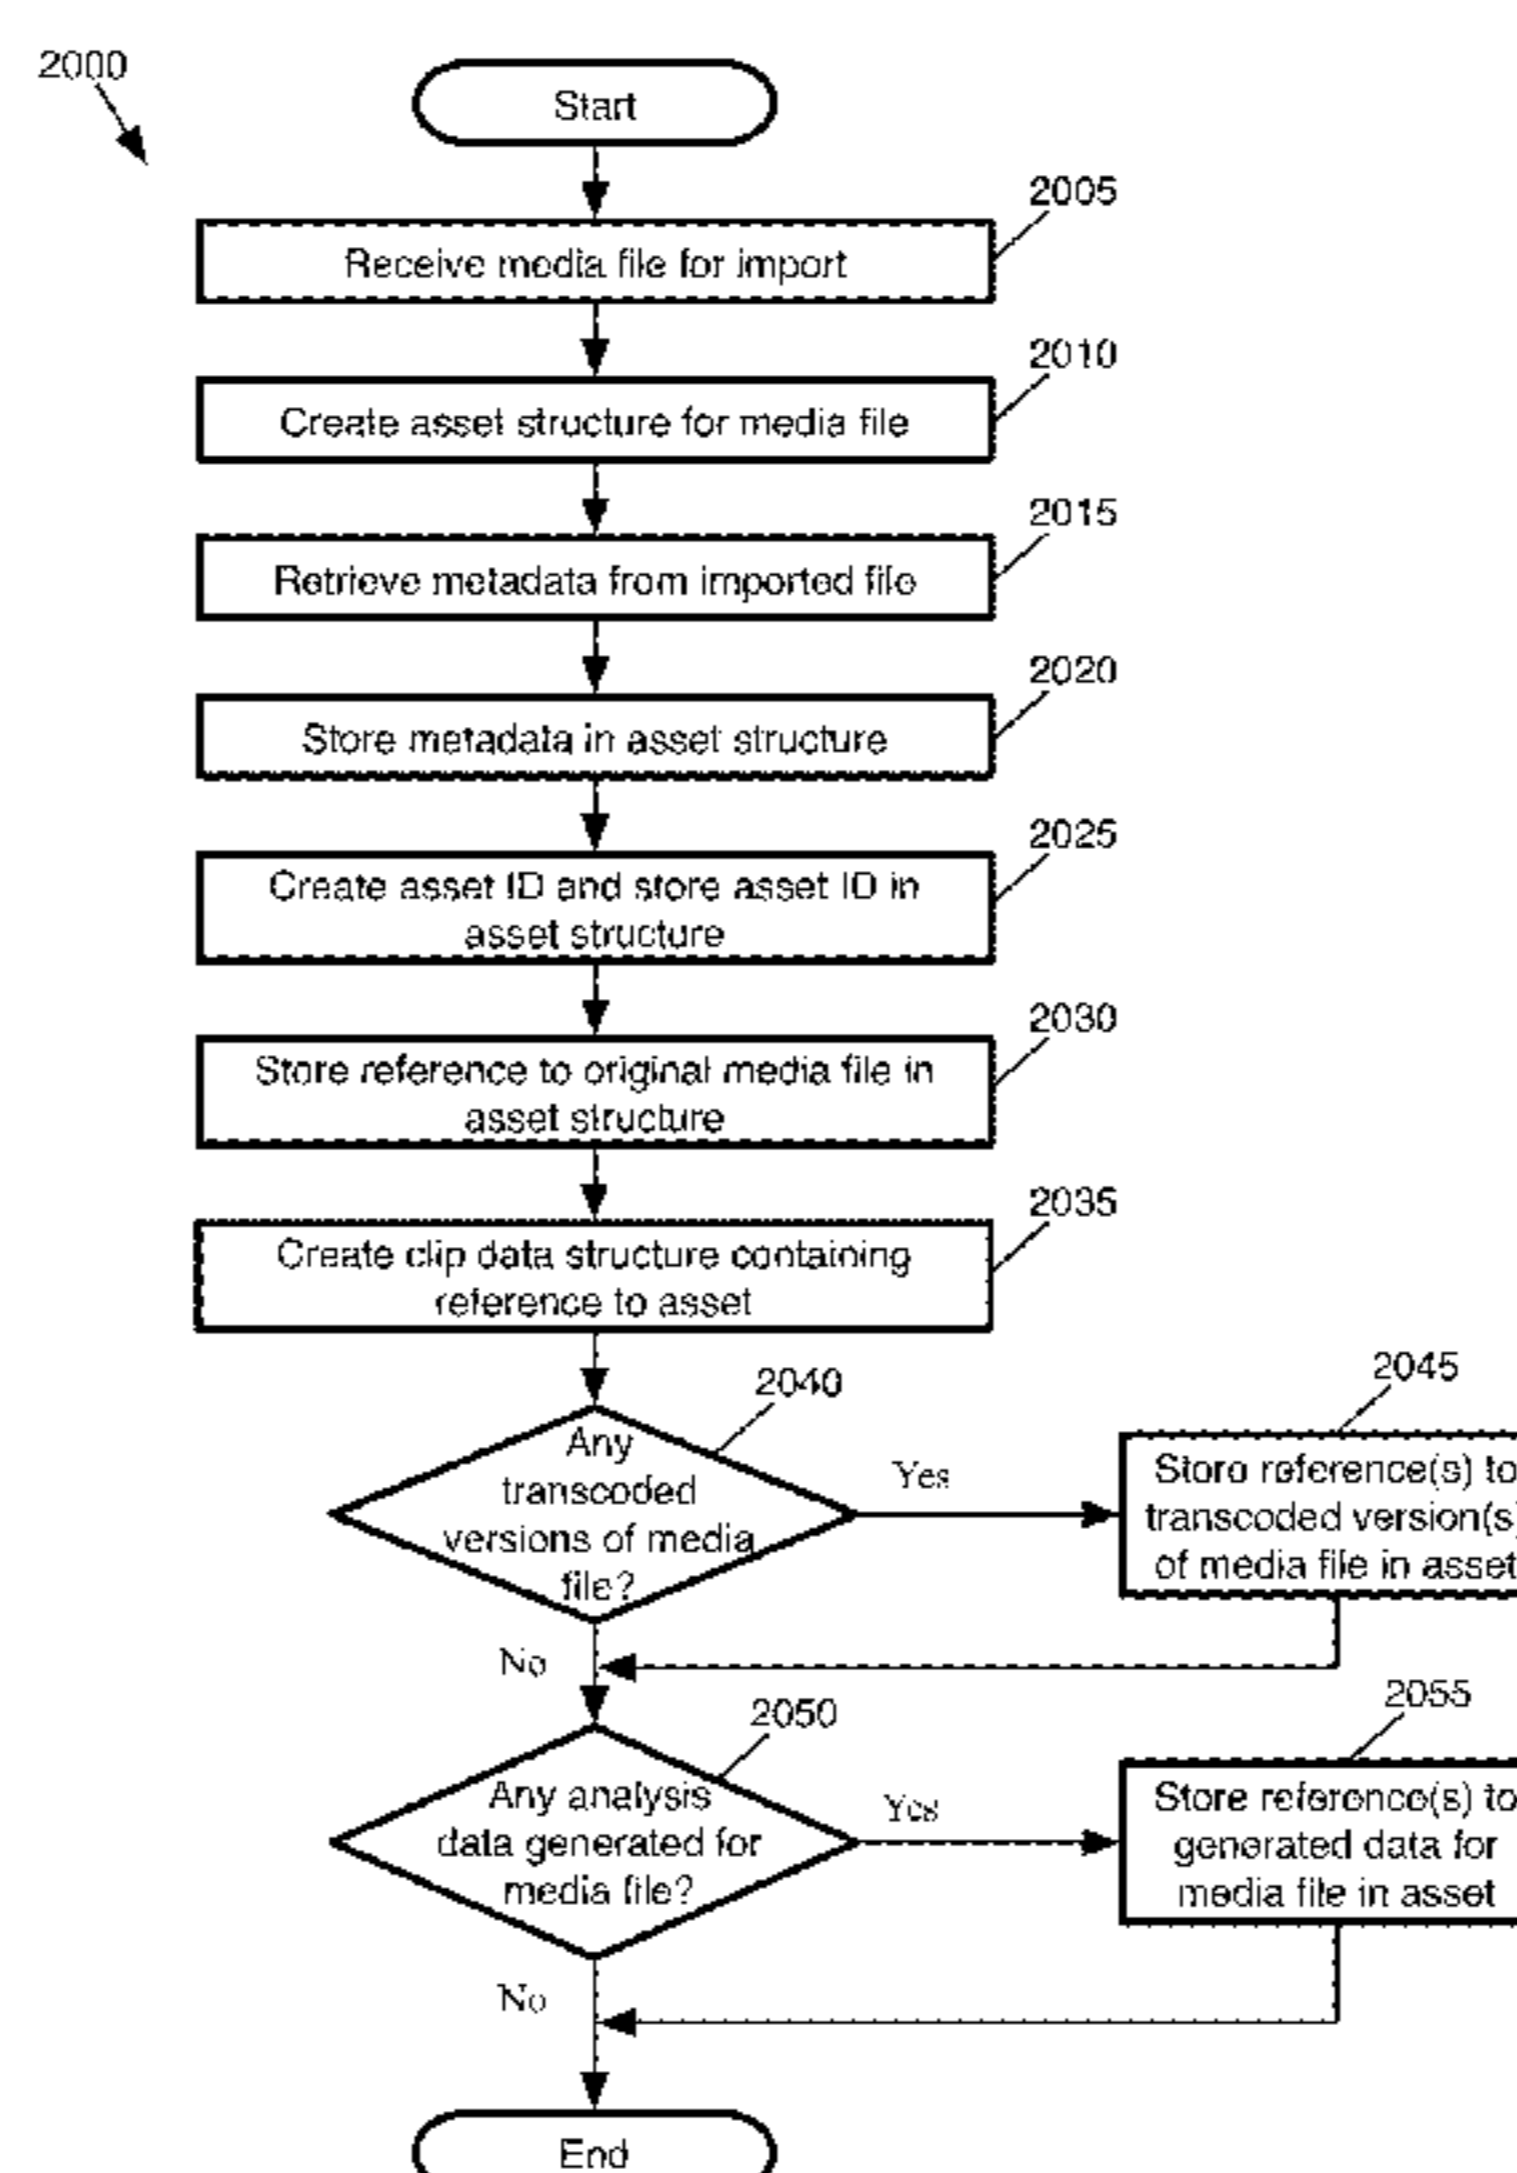 2000
Start
2005
Receive media file for import
2010
Create asset structure for media file
2015
Retrieve metadata from imported file
2020
Store metadata in asset structure
2025
Create asset ID and store asset ID in
asset structure
2030
Store reference to original media file in
asset structure
2035
Create clip data structure containing
reference to asset
2040
Any
transcoded
versions of media
file?
Yes
2045
Store reference(s) to
transcoded version(s)
of media file in asset
No
2050
Any analysis
data generated for
media file?
Yes
2055
Store reference(s) to
generated data for
media file in asset
No
End